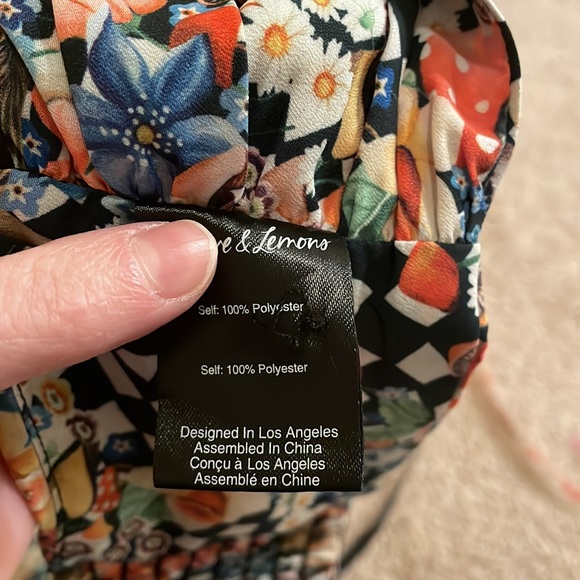 & Lemons
Self: 100% Polyester
Self: 100% Polyester
Designed In Los Angeles
Assembled In China
Conçu à Los Angeles
Assemblé en Chine